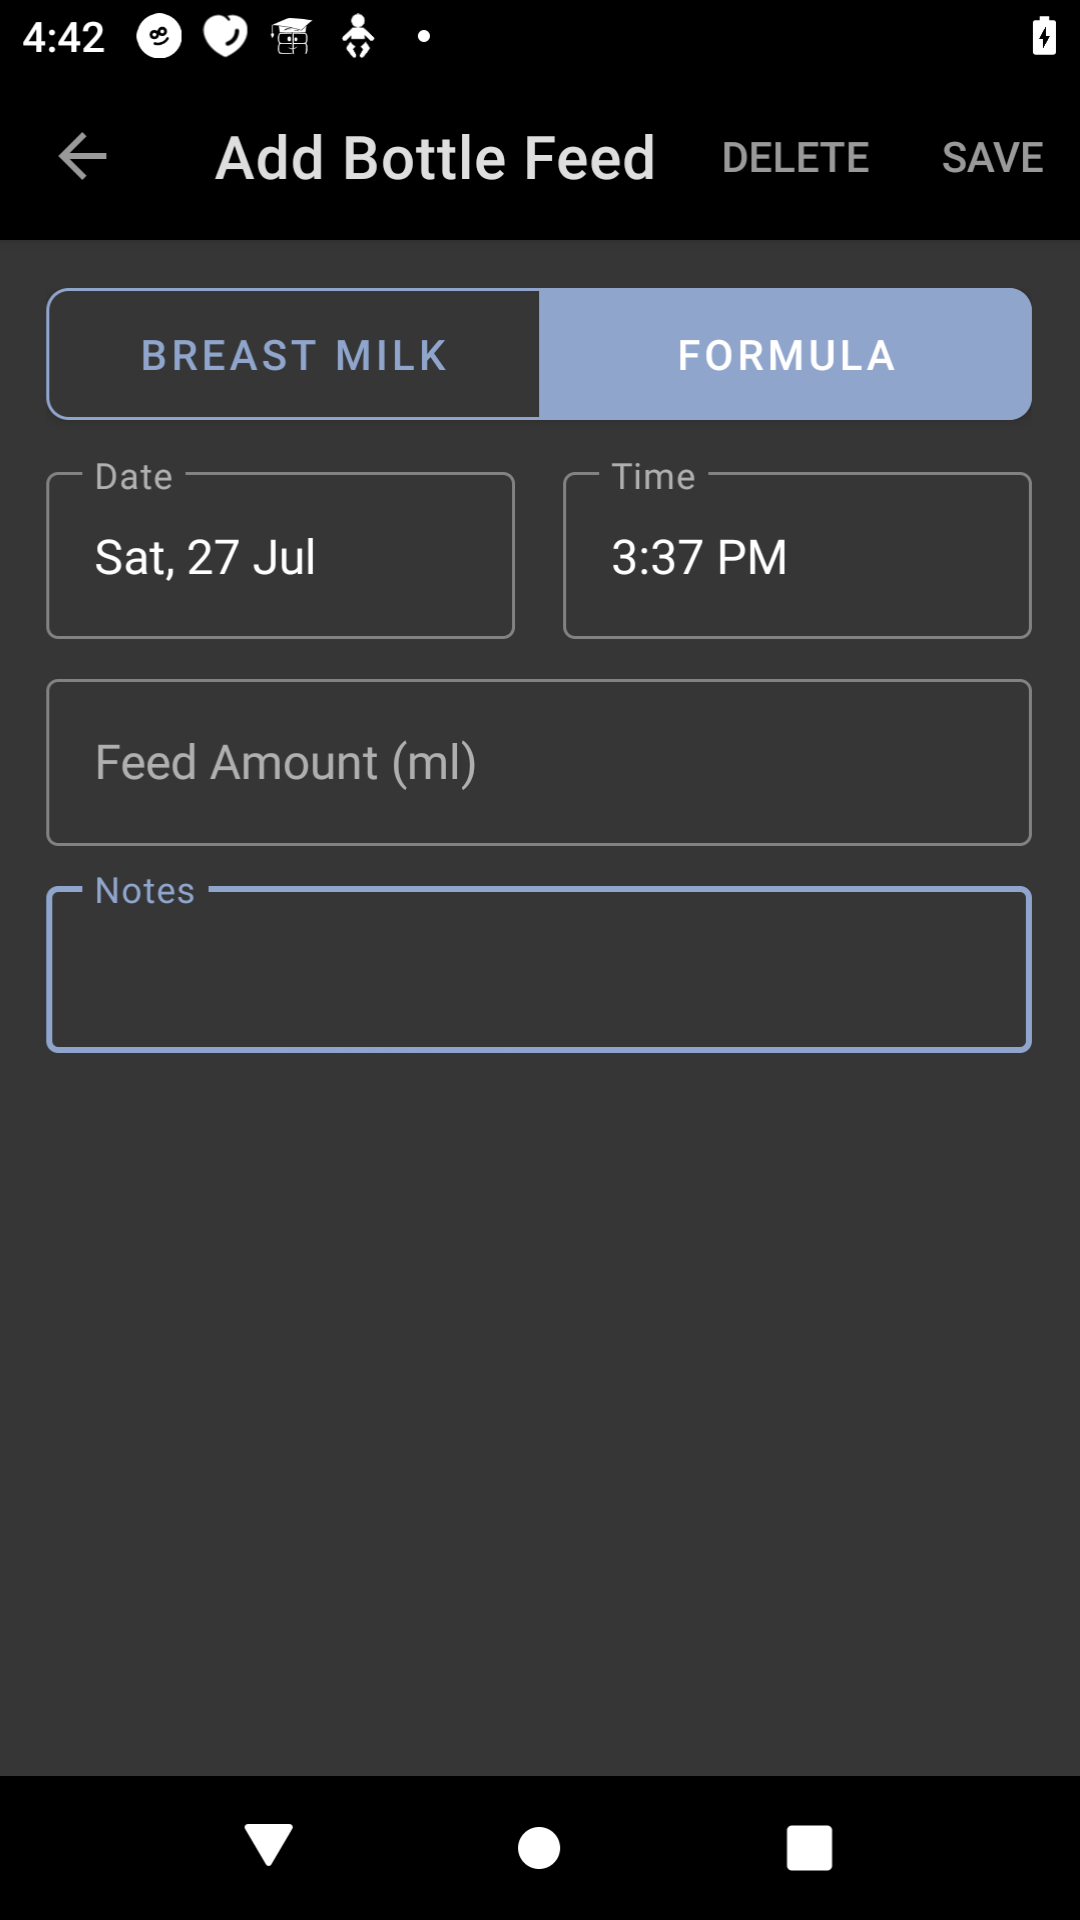 4:42
Add Bottle Feed DELETE SAVE
BREAST MILK FORMULA
Date Time
Sat, 27 Jul 3:37 PM
Feed Amount (ml)
Notes